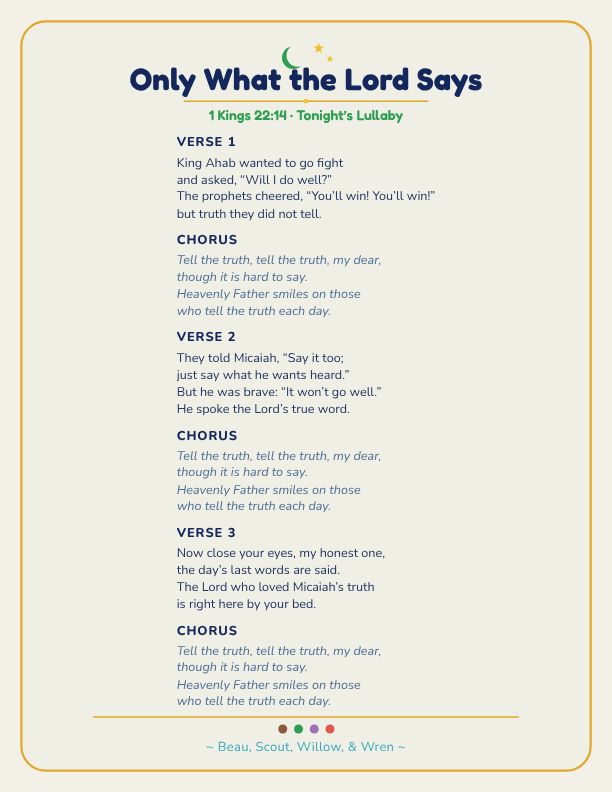 Only What the Lord Says
1 Kings 22:14 · Tonight's Lullaby
VERSE 1
King Ahab wanted to go fight
and asked, “Will I do well?”
The prophets cheered, “You’ll win! You’ll win!”
but truth they did not tell.
CHORUS
Tell the truth, tell the truth, my dear,
though it is hard to say.
Heavenly Father smiles on those
who tell the truth each day.
VERSE 2
They told Micaiah, “Say it too;
just say what he wants heard.”
But he was brave: “It won’t go well.”
He spoke the Lord’s true word.
CHORUS
Tell the truth, tell the truth, my dear,
though it is hard to say.
Heavenly Father smiles on those
who tell the truth each day.
VERSE 3
Now close your eyes, my honest one,
the day’s last words are said.
The Lord who loved Micaiah’s truth
is right here by your bed.
CHORUS
Tell the truth, tell the truth, my dear,
though it is hard to say.
Heavenly Father smiles on those
who tell the truth each day.
~ Beau, Scout, Willow, & Wren ~